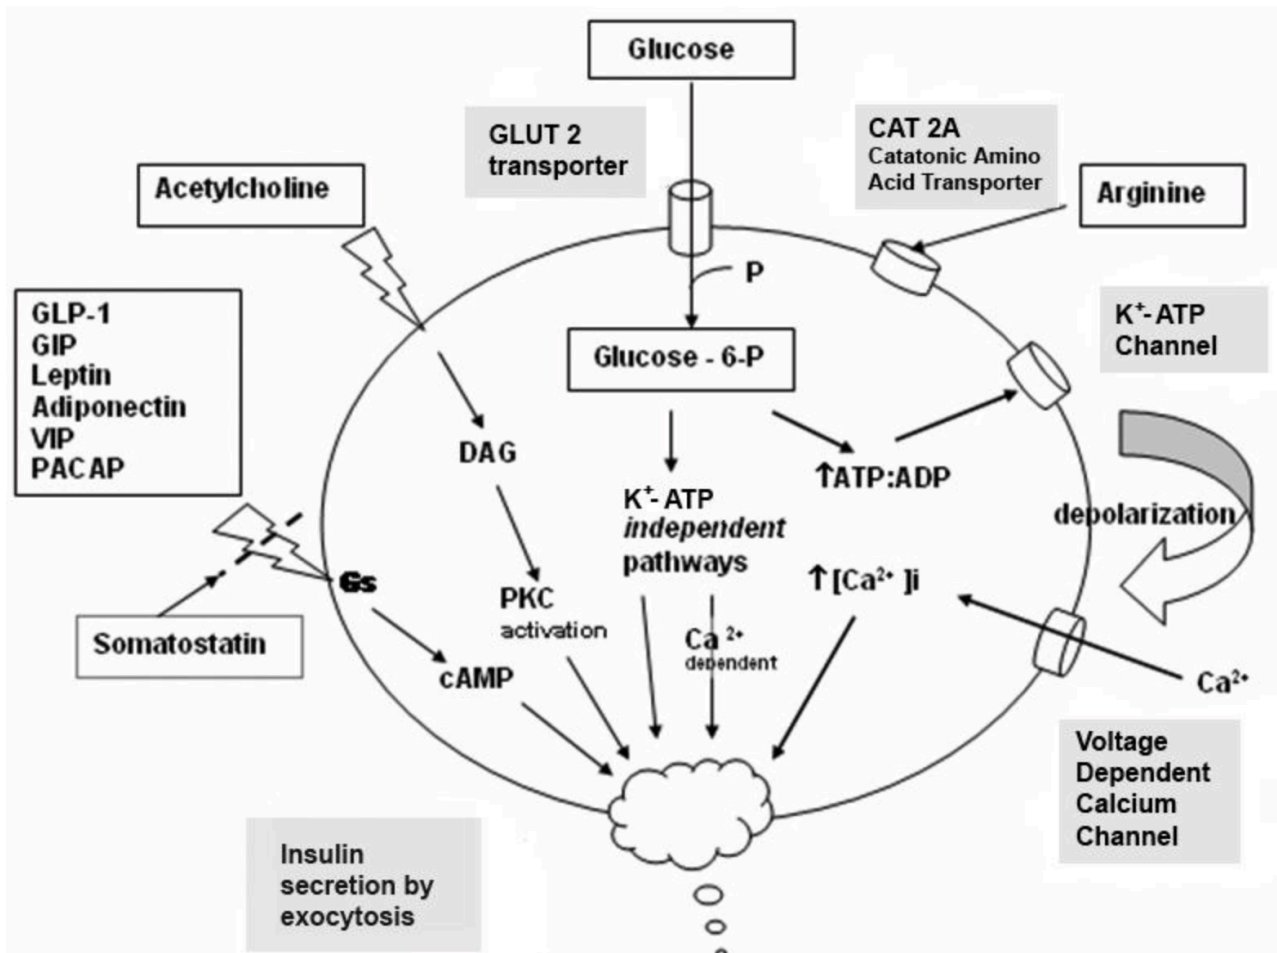 Glucose
GLUT 2
transporter
CAT 2A
Catatonic Amino
Acid Transporter
Acetylcholine
Arginine
P
GLP-1
GIP
Leptin
Adiponectin
VIP
PACAP
K⁺- ATP
Channel
Glucose - 6-P
DAG
↑ATP:ADP
K⁺- ATP
independent
pathways
depolarization
Gs
↑[Ca²⁺ ]i
PKC
activation
Ca ²⁺
dependent
Somatostatin
cAMP
Ca²⁺
Voltage
Dependent
Calcium
Channel
Insulin
secretion by
exocytosis